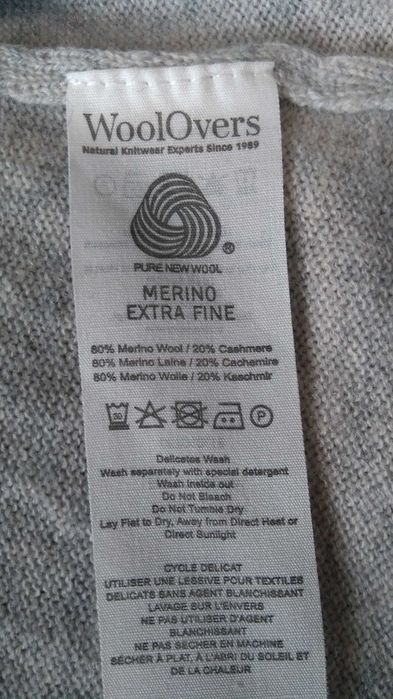 WoolOvers
Natural Knitwear Experts Since 1989
®
PURE NEW WOOL
MERINO
EXTRA FINE
80% Merino Wool / 20% Cashmere
80% Merino Laine / 20% Cachemire
80% Merino Wolle / 20% Kaschmir
30 P
Delicates Wash
Wash separately with special detergent
Wash inside out
Do Not Bleach
Do Not Tumble Dry
Lay Flat to Dry, Away from Direct Heat or
Direct Sunlight
CYCLE DELICAT
UTILISER UNE LESSIVE POUR TEXTILES
DELICATS SANS AGENT BLANCHISSANT
LAVAGE SUR L'ENVERS
NE PAS UTILISER D'AGENT
BLANCHISSANT
NE PAS SECHER EN MACHINE
SÉCHER À PLAT, À L'ABRI DU SOLEIL ET
DE LA CHALEUR